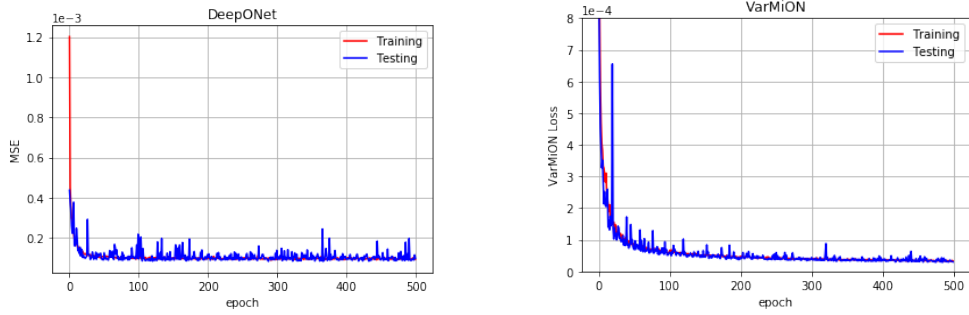 DeepONet
1e−3
1.2
1.0
0.8
0.6
0.4
0.2
MSE
0
100
200
300
400
500
epoch
Training
Testing
VarMiON
1e−4
8
7
6
5
4
3
2
1
0
VarMiON Loss
0
100
200
300
400
500
epoch
Training
Testing